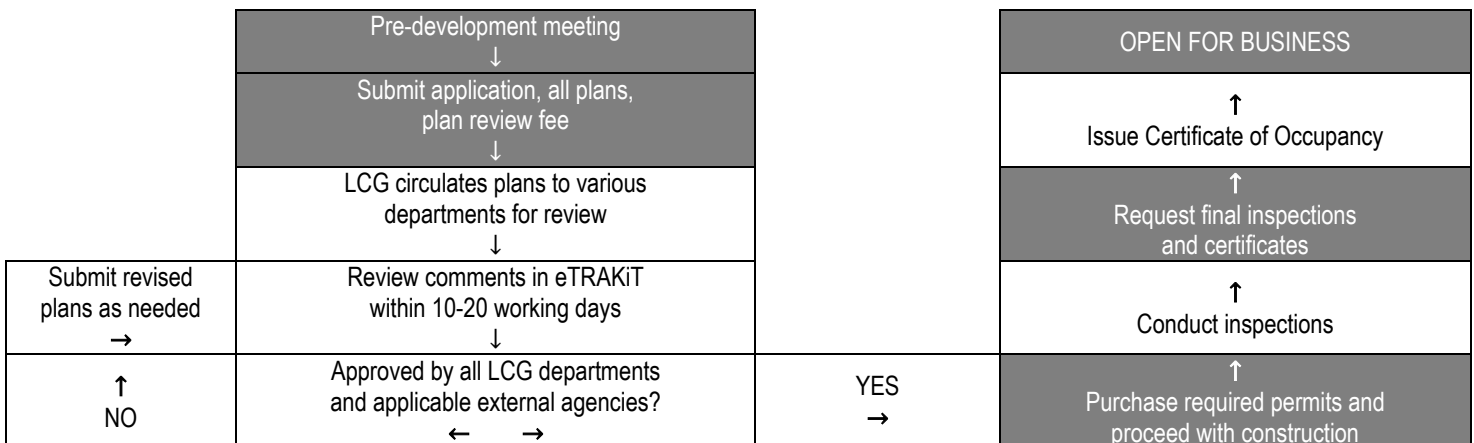 Pre-development meeting
↓
Submit application, all plans,
plan review fee
↓
LCG circulates plans to various
departments for review
↓
Submit revised
plans as needed
→
Review comments in eTRAKiT
within 10-20 working days
↓
↑
NO
Approved by all LCG departments
and applicable external agencies?
← →
YES
→
OPEN FOR BUSINESS
↑
Issue Certificate of Occupancy
↑
Request final inspections
and certificates
↑
Conduct inspections
↑
Purchase required permits and
proceed with construction